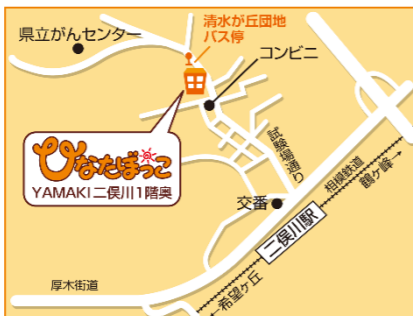 県立がんセンター
清水が丘団地
バス停
コンビニ
ひなたぼっこ
YAMAKI二俣川1階奥
試験場通り
交番
相模鉄道
鶴ヶ峰
二俣川駅
厚木街道
希望ヶ丘